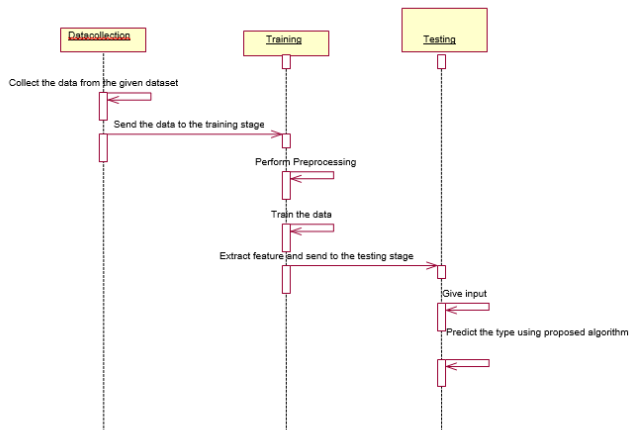 Datacollection
Training
Testing
Collect the data from the given dataset
Send the data to the training stage
Perform Preprocessing
Train the data
Extract feature and send to the testing stage
Give input
Predict the type using proposed algorithm